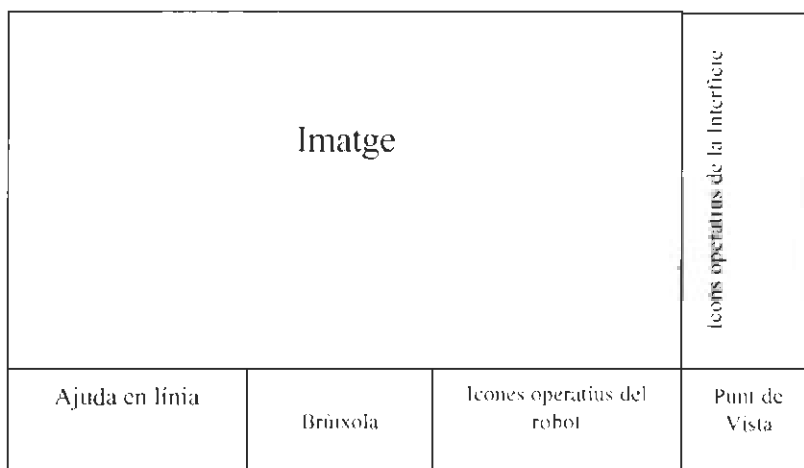 Imatge
Icons operatius de la Interfície
Ajuda en línia
Brúixola
Icones operatius del
robot
Punt de
Vista